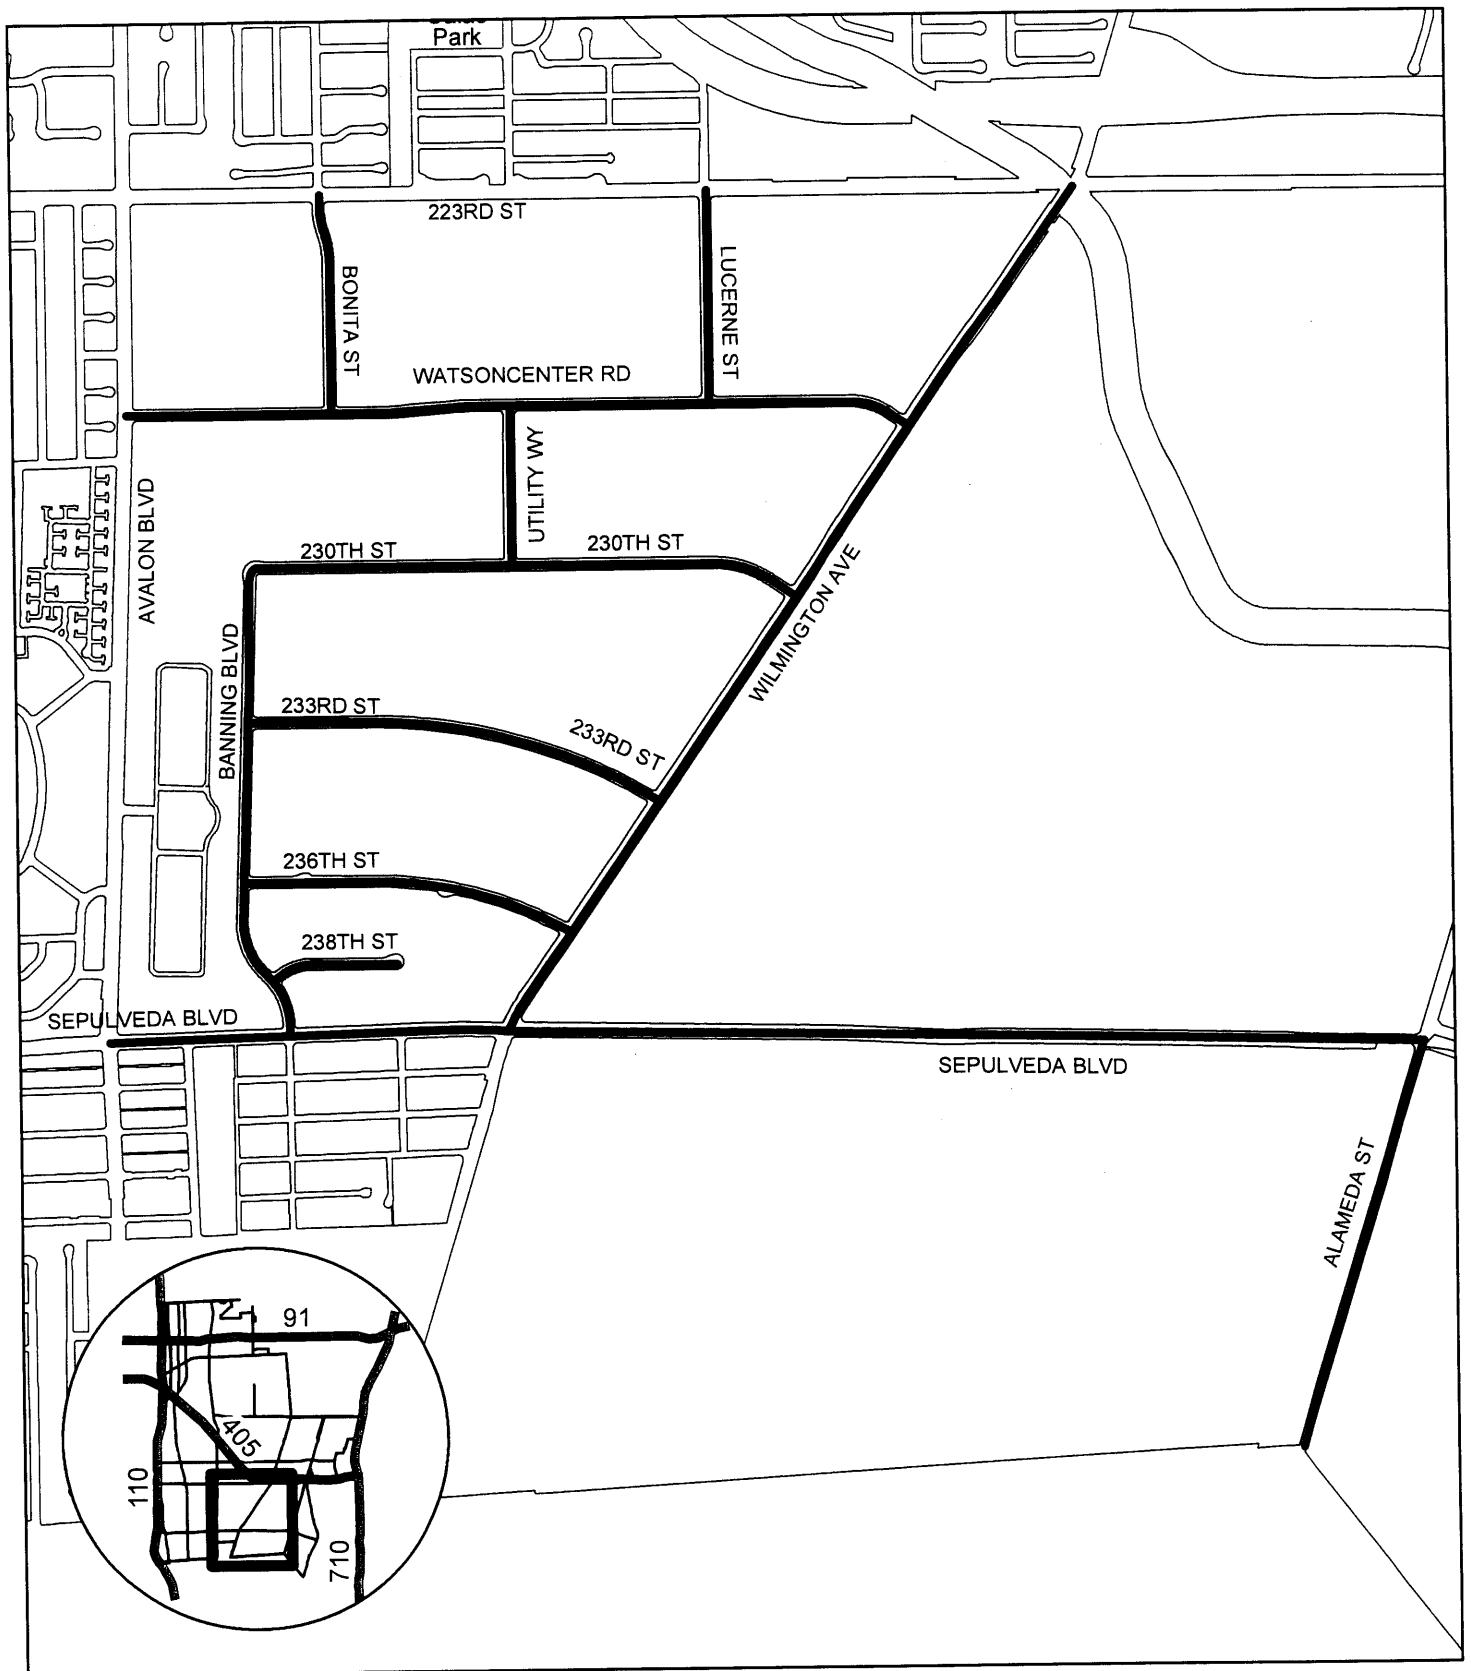 Park
223RD ST
BONITA ST
LUCERNE ST
WATSONCENTER RD
UTILITY WY
AVALON BLVD
230TH ST
230TH ST
WILMINGTON AVE
BANNING BLVD
233RD ST
233RD ST
236TH ST
238TH ST
SEPULVEDA BLVD
SEPULVEDA BLVD
ALAMEDA ST
91
405
110
710